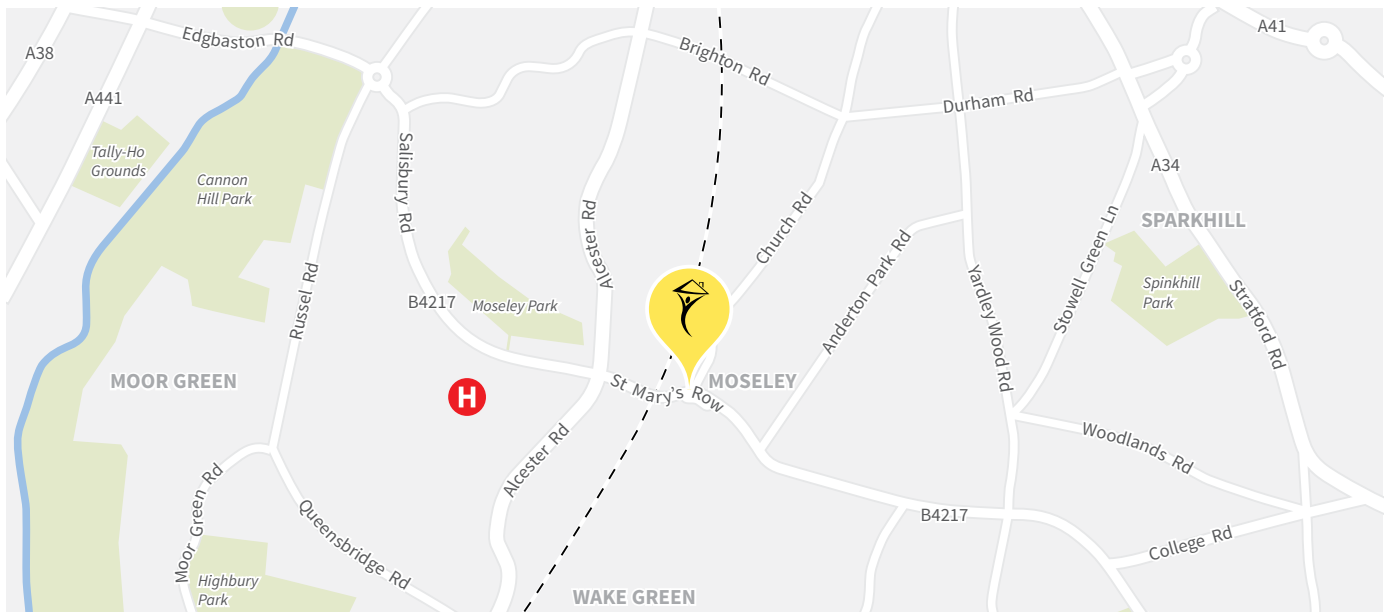 Edgbaston Rd
A38
A441
A41
Brighton Rd
Durham Rd
Tally-Ho
Grounds
Cannon
Hill Park
Salisbury Rd
Alcester Rd
Church Rd
Anderton Park Rd
A34
SPARKHILL
Stowell Green Ln
Spinkhill
Park
Stratford Rd
Yardley Wood Rd
Russel Rd
B4217
Moseley Park
MOOR GREEN
H
St Mary's Row
MOSELEY
Alcester Rd
Woodlands Rd
Moor Green Rd
Queensbridge Rd
B4217
College Rd
Highbury
Park
WAKE GREEN